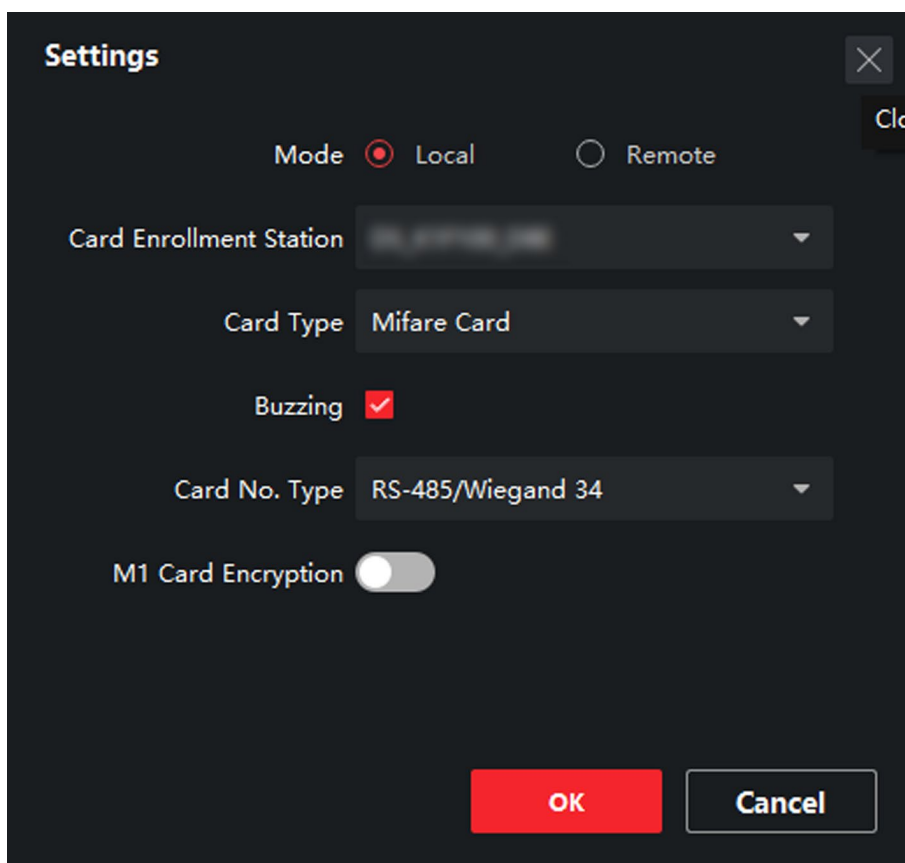 Settings
Clo
Mode Local Remote
Card Enrollment Station
Card Type Mifare Card
Buzzing
Card No. Type RS-485/Wiegand 34
M1 Card Encryption
OK Cancel